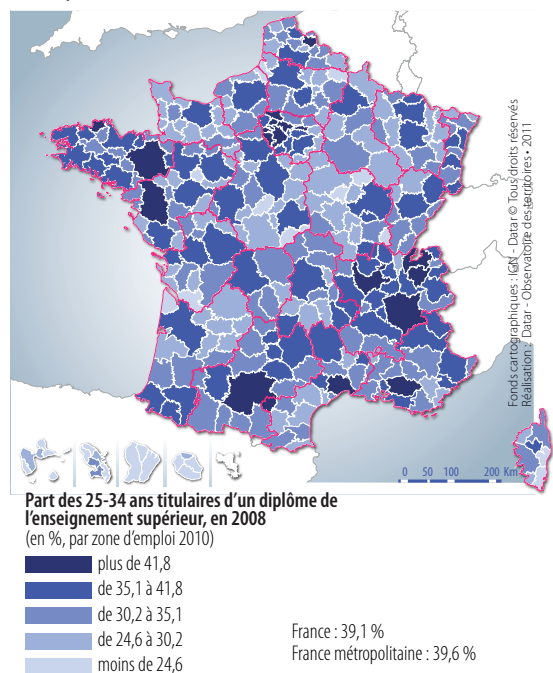 Fonds cartographiques : IGN - Datar © Tous droits réservés
Réalisation : Datar - Observatoire des territoires • 2011
0 50 100 200 Km
Part des 25-34 ans titulaires d'un diplôme de
l'enseignement supérieur, en 2008
(en %, par zone d'emploi 2010)
plus de 41,8
de 35,1 à 41,8
de 30,2 à 35,1
de 24,6 à 30,2
moins de 24,6
France : 39,1 %
France métropolitaine : 39,6 %